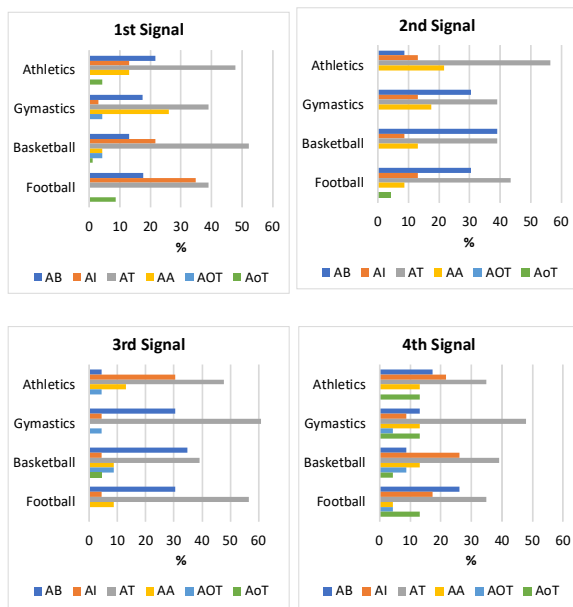 1st Signal
Athletics
Gymastics
Basketball
Football
0 10 20 30 40 50 60
%
AB AI AT AA AOT AoT
2nd Signal
Athletics
Gymastics
Basketball
Football
0 10 20 30 40 50 60
%
AB AI AT AA AOT AoT
3rd Signal
Athletics
Gymastics
Basketball
Football
0 10 20 30 40 50 60
%
AB AI AT AA AOT AoT
4th Signal
Athletics
Gymastics
Basketball
Football
0 10 20 30 40 50 60
%
AB AI AT AA AOT AoT